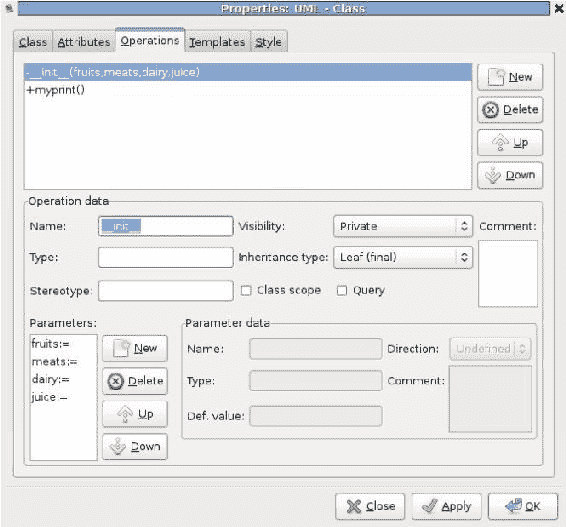 Properties: UML - Class
Class Attributes Operations Templates Style
-__init__(fruits,meats,dairy,juice)
+myprint()
New
Delete
Up
Down
Operation data
Name: __init__ Visibility: Private Comment:
Type: Inheritance type: Leaf (final)
Stereotype: Class scope Query
Parameters:
fruits:=
meats:=
dairy:=
juice:=
New
Delete
Up
Down
Parameter data
Name: Direction: Undefined
Type: Comment:
Def. value:
Close Apply OK